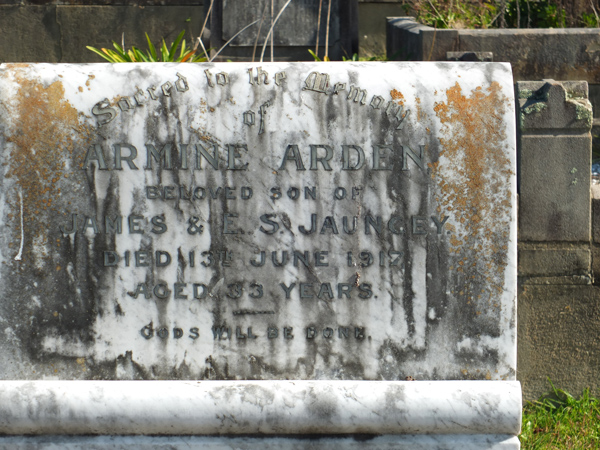 Sacred to the Memory
of
ARMINE ARDEN
BELOVED SON OF
JAMES & E. S. JAUNCEY
DIED 13TH JUNE 1917
AGED 33 YEARS.
GODS WILL BE DONE.